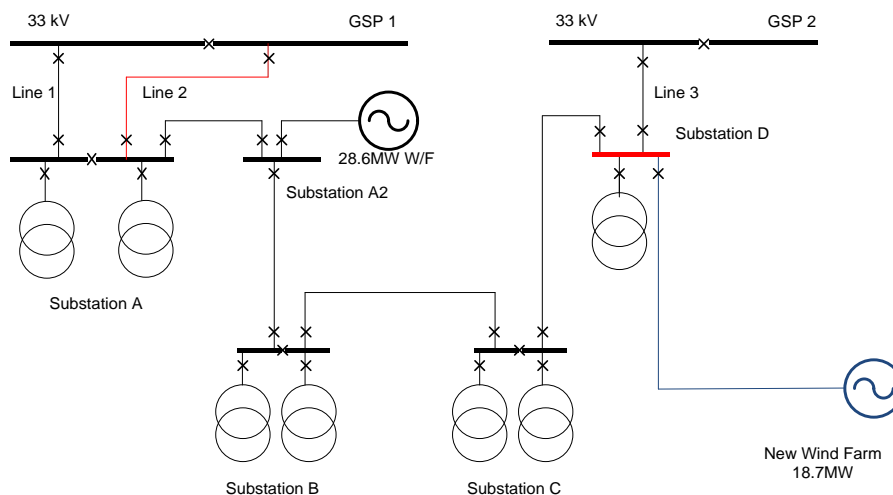 33 kV
GSP 1
33 kV
GSP 2
Line 1
Line 2
Line 3
28.6MW W/F
Substation D
Substation A2
Substation A
New Wind Farm
18.7MW
Substation B
Substation C